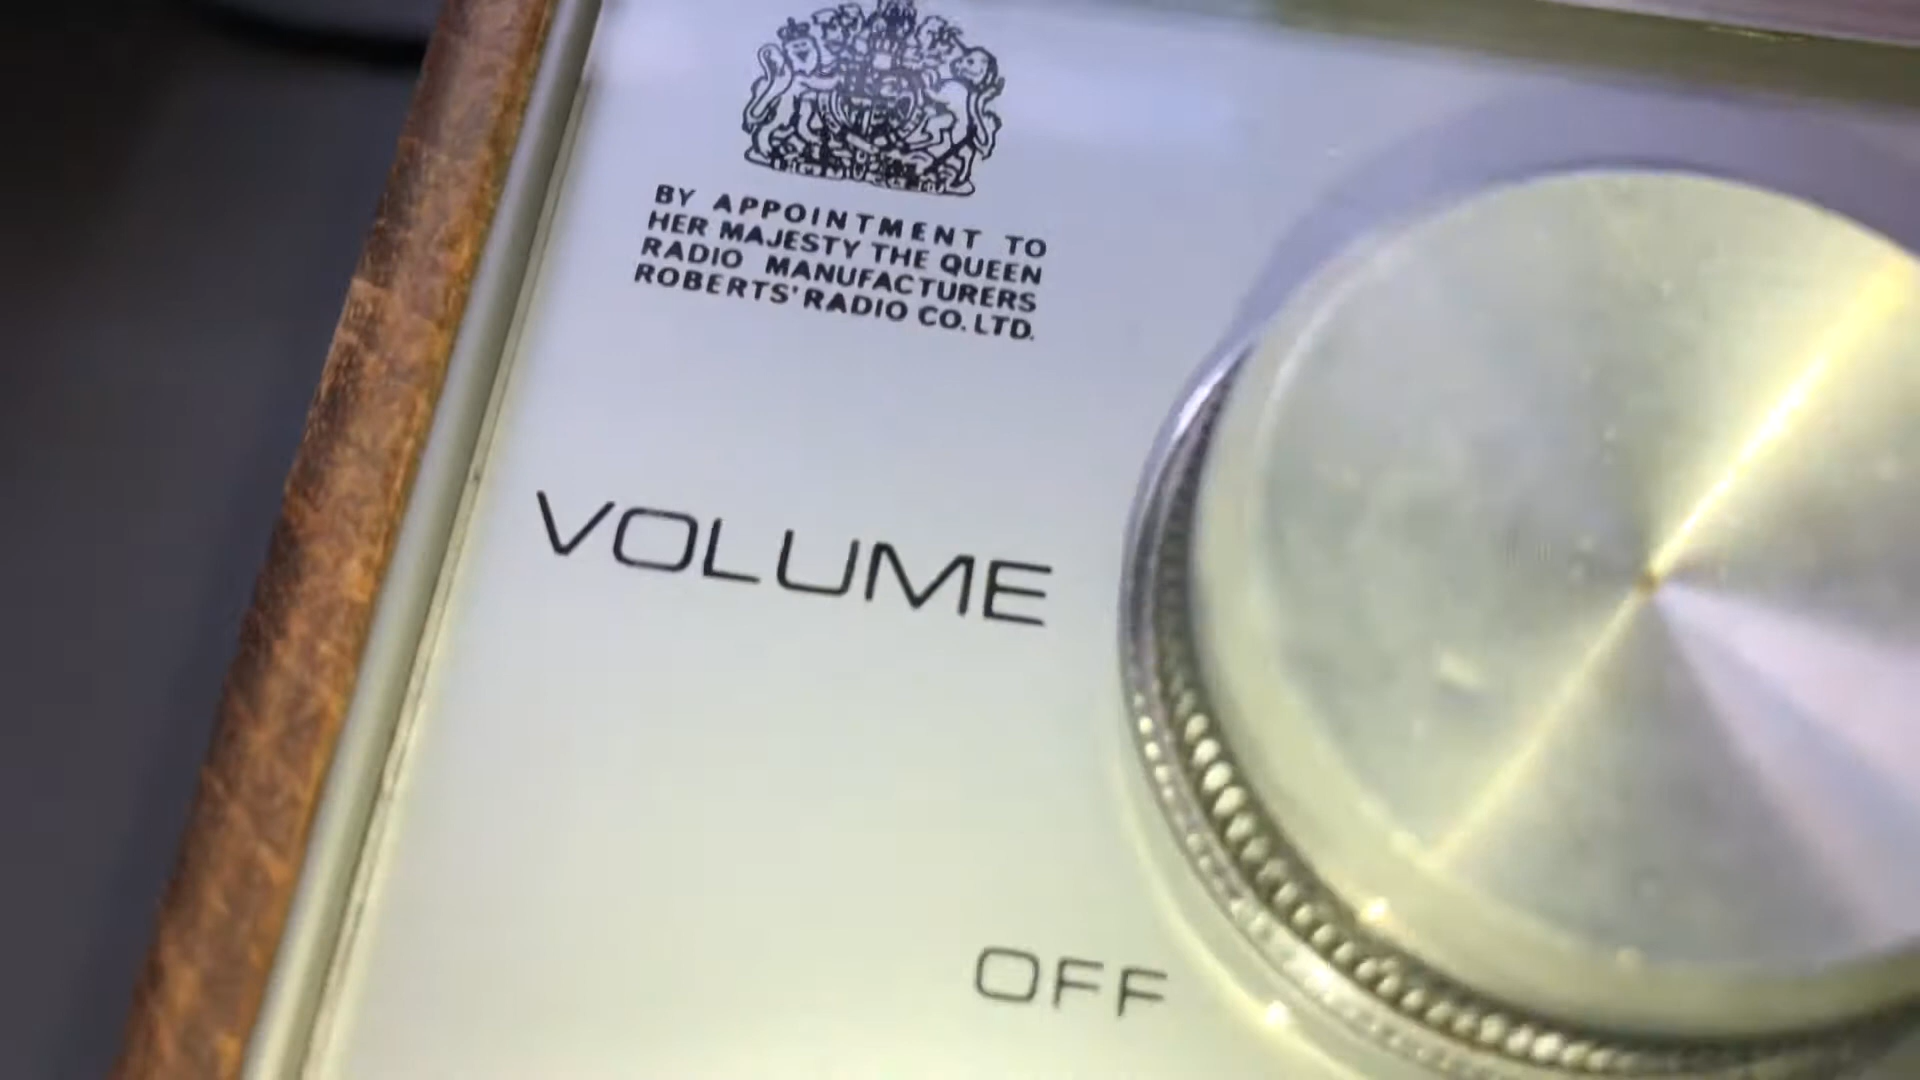 BY APPOINTMENT TO
HER MAJESTY THE QUEEN
RADIO MANUFACTURERS
ROBERTS' RADIO CO. LTD.
VOLUME
OFF